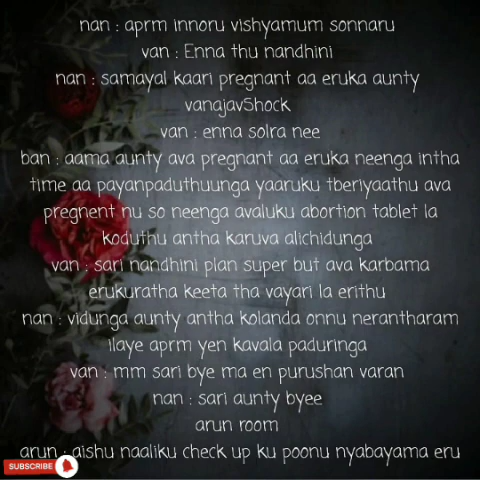 nan : aprm innoru vishyamum sonnaru
van : Enna thu nandhini
nan : samayal kaari pregnant aa eruka aunty
vanajavShock
van : enna solra nee
ban : aama aunty ava pregnant aa eruka neenga intha
time aa payanpaduthuunga yaaruku tberiyaathu ava
pregnent nu so neenga avaluku abortion tablet la
koduthu antha karuva alichidunga
van : sari nandhini plan super but ava karbama
erukuratha keeta tha vayari la erithu
nan : vidunga aunty antha kolanda onnu nerantharam
ilaye aprm yen kavala paduringa
van : mm sari bye ma en purushan varan
nan : sari aunty byee
arun room
arun : aishu naaliku check up ku poonu nyabayama eru
SUBSCRIBE